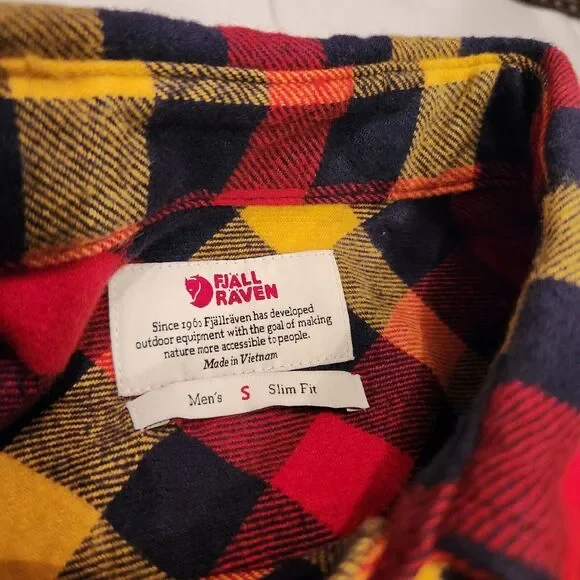 FJÄLL
RÄVEN
Since 1960 Fjällräven has developed
outdoor equipment with the goal of making
nature more accessible to people.
Made in Vietnam
Men's S Slim Fit